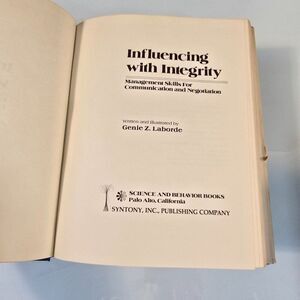 Influencing
with Integrity
Management Skills For
Communication and Negotiation
written and illustrated by
Genie Z. Laborde
SCIENCE AND BEHAVIOR BOOKS
Palo Alto, California
SYNTONY, INC., PUBLISHING COMPANY